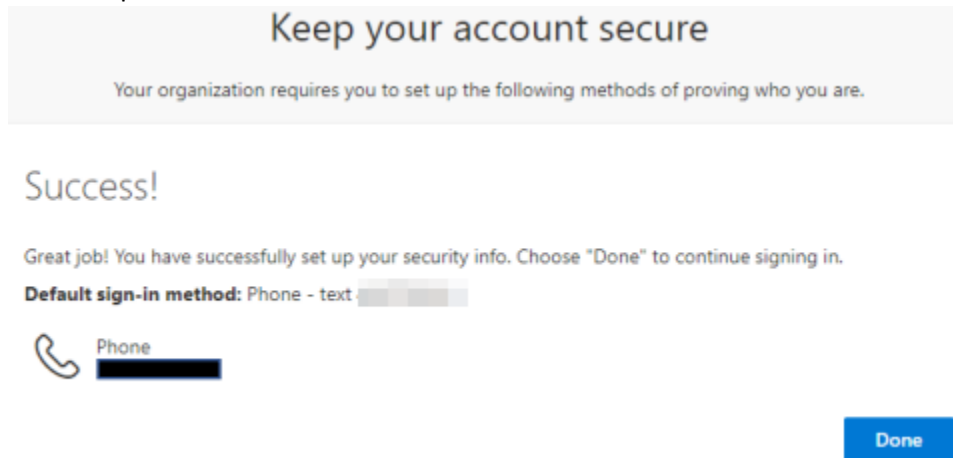 Keep your account secure
Your organization requires you to set up the following methods of proving who you are.
Success!
Great job! You have successfully set up your security info. Choose "Done" to continue signing in.
Default sign-in method: Phone - text
Phone
Done